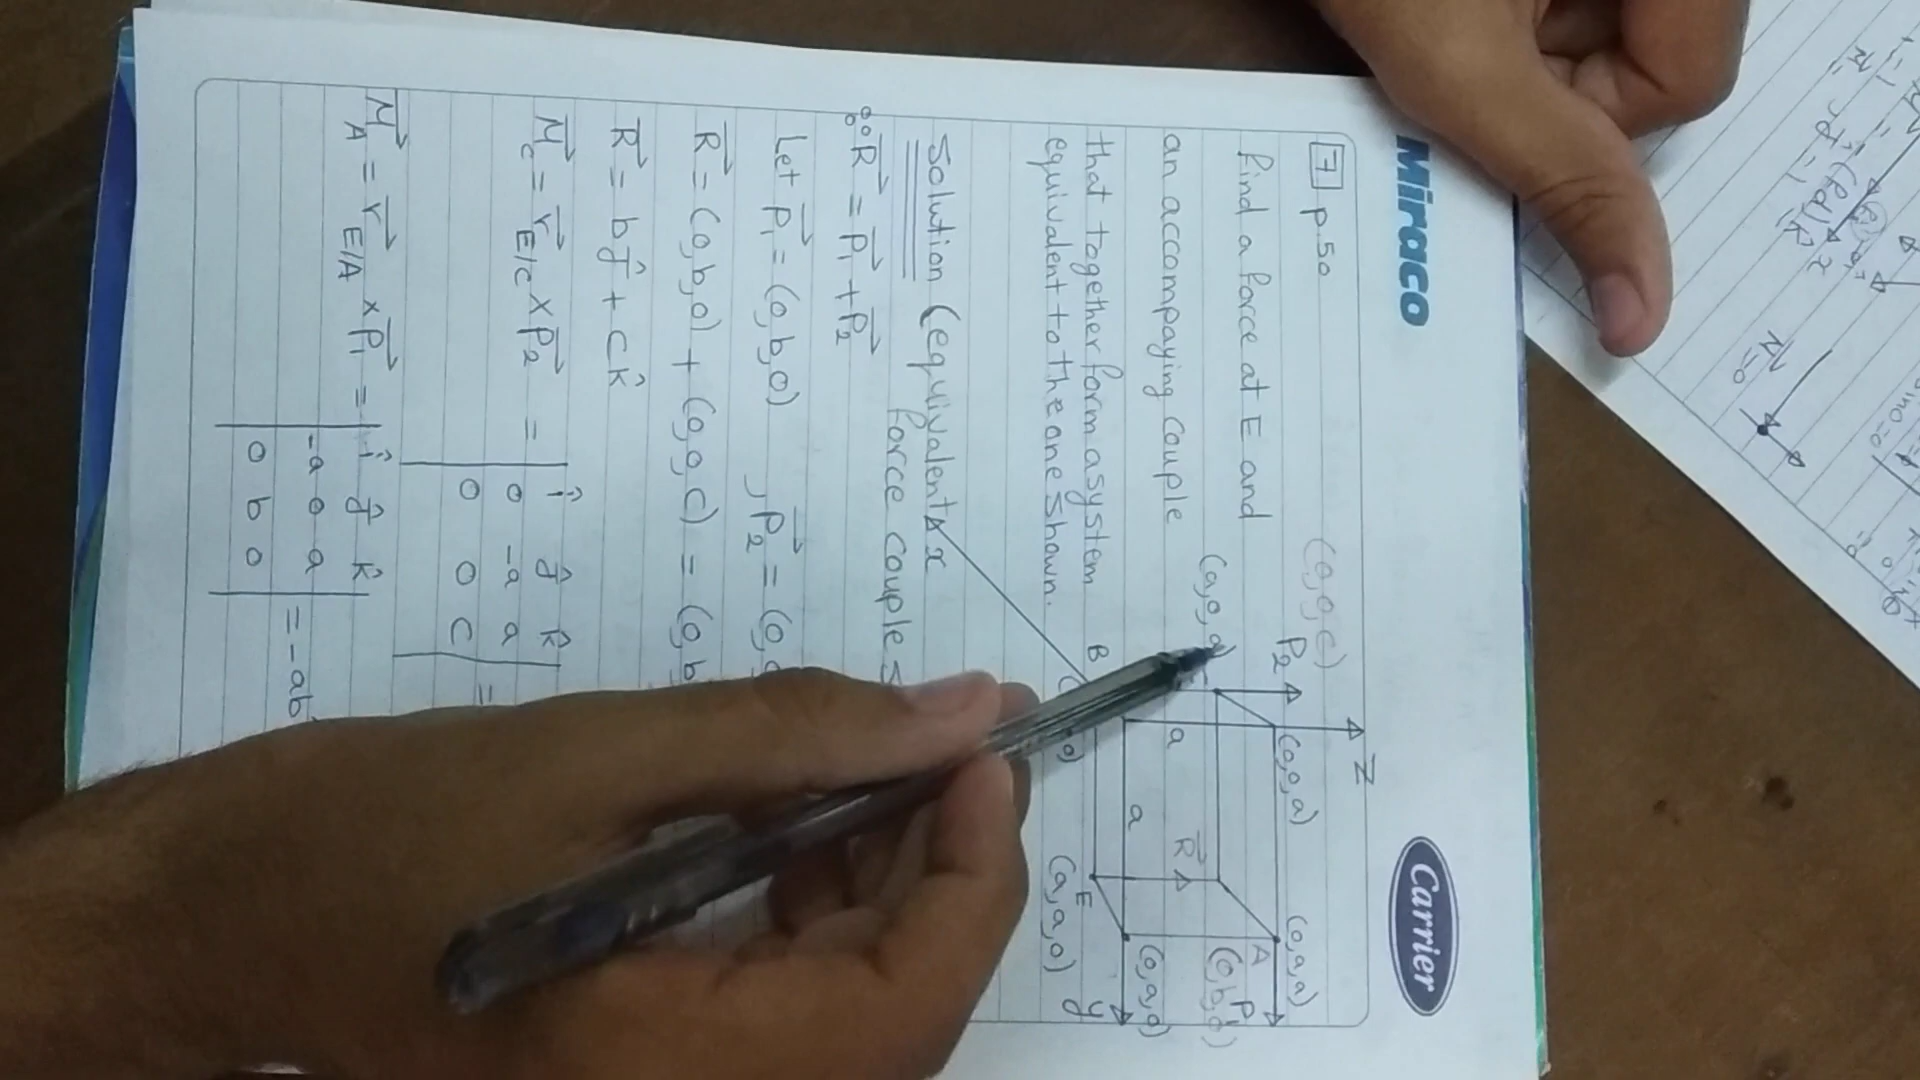 Miraco
Carrier
7 p.50
Find a force at E and
an accompaying couple
that together form a system
equivalent to the one shown.
(0,0,c)
P₂
Z
(a,0,a)
(0,0,a)
(0,a,a)
A
P₁
(0,b,0)
a
a
R⃗
B
E
(a,a,0)
(0,a,0)
y
x
Solution (equivalent
force couple s
∴ R⃗ = P⃗₁ + P⃗₂
Let P⃗₁ = (0,b,0) , P⃗₂ = (0,
R⃗ = (0,b,0) + (0,0,c) = (0,b
R⃗ = bĵ + ck̂
M⃗c = r⃗E/c × P⃗₂ = | î ĵ k̂ | =
0 -a a
0 0 c
M⃗A = r⃗E/A × P⃗₁ = | î ĵ k̂ | = -ab
-a 0 a
0 b 0
R⃗=0